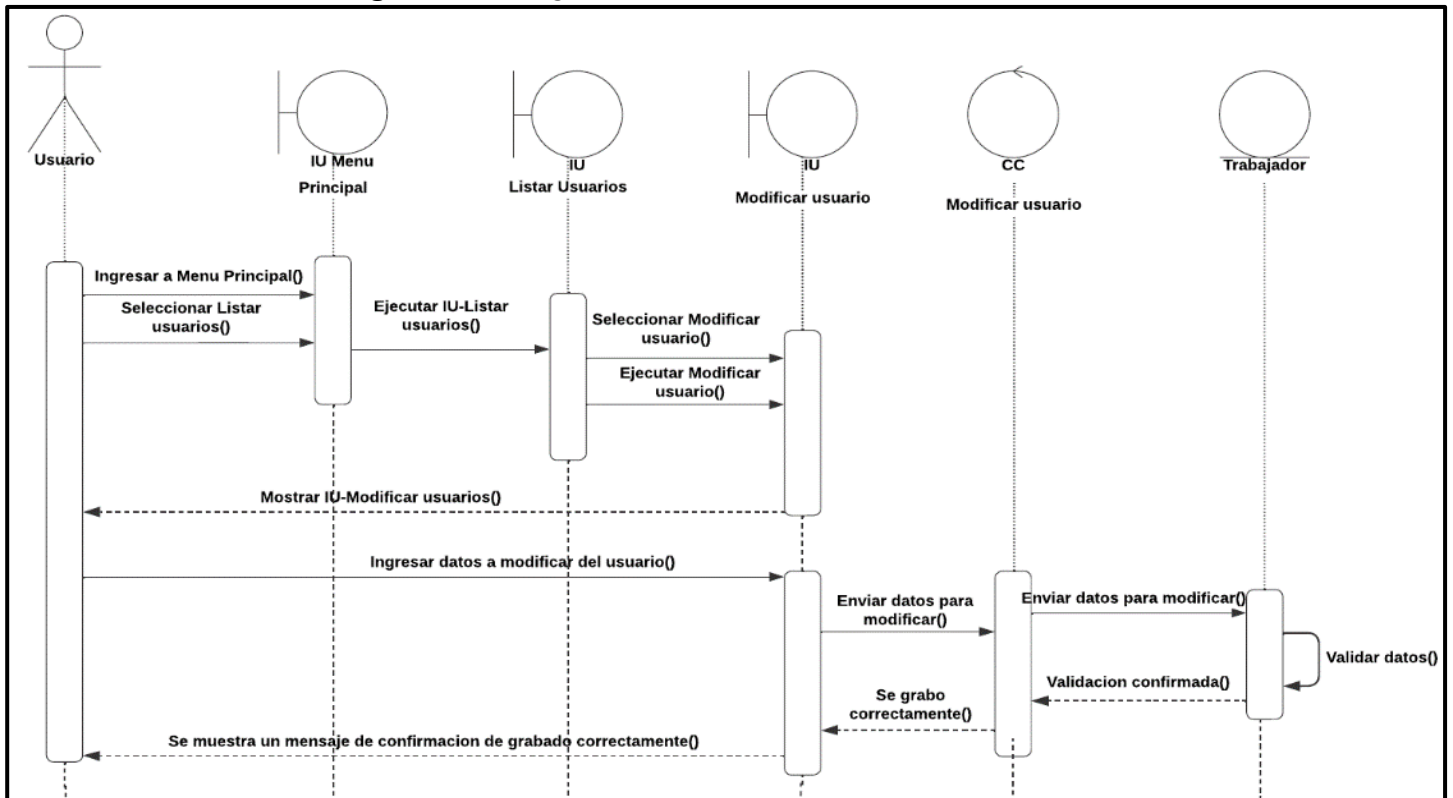 Usuario
IU Menu
Principal
IU
Listar Usuarios
IU
Modificar usuario
CC
Modificar usuario
Trabajador
Ingresar a Menu Principal()
Seleccionar Listar
usuarios()
Ejecutar IU-Listar
usuarios()
Seleccionar Modificar
usuario()
Ejecutar Modificar
usuario()
Mostrar IU-Modificar usuarios()
Ingresar datos a modificar del usuario()
Enviar datos para
modificar()
Enviar datos para modificar()
Validar datos()
Validacion confirmada()
Se grabo
correctamente()
Se muestra un mensaje de confirmacion de grabado correctamente()